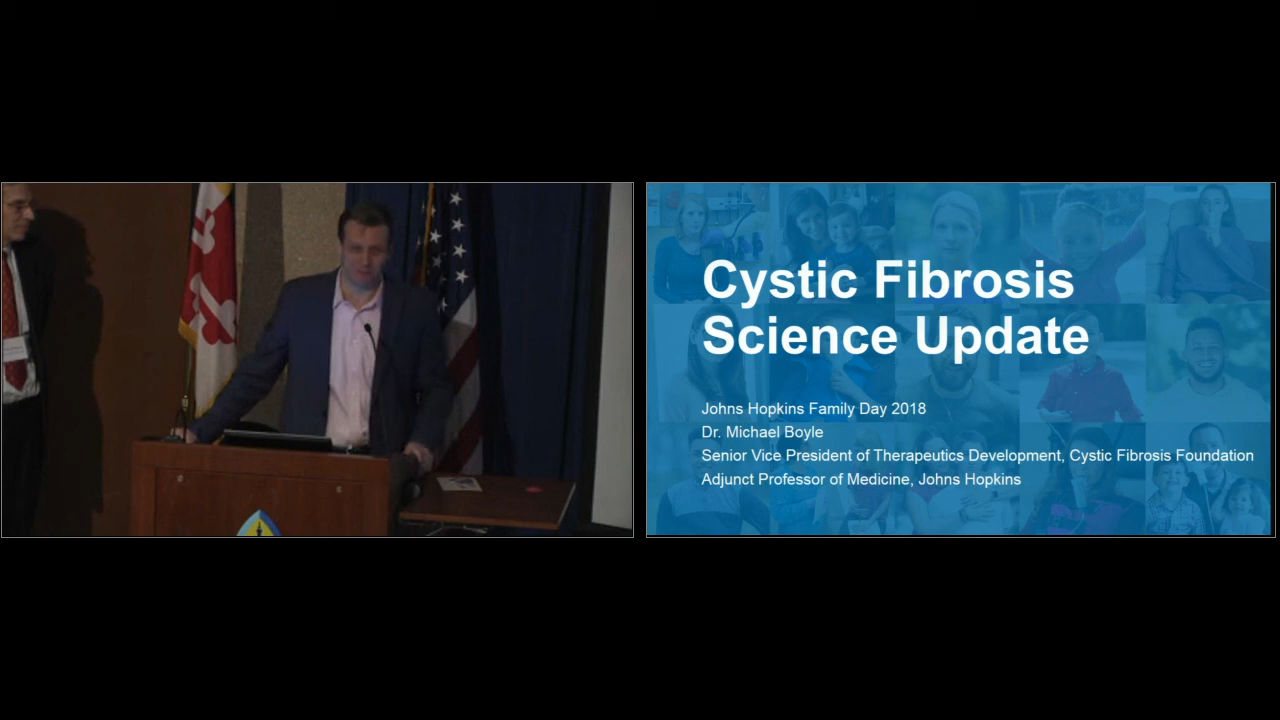 Cystic Fibrosis
Science Update
Johns Hopkins Family Day 2018
Dr. Michael Boyle
Senior Vice President of Therapeutics Development, Cystic Fibrosis Foundation
Adjunct Professor of Medicine, Johns Hopkins